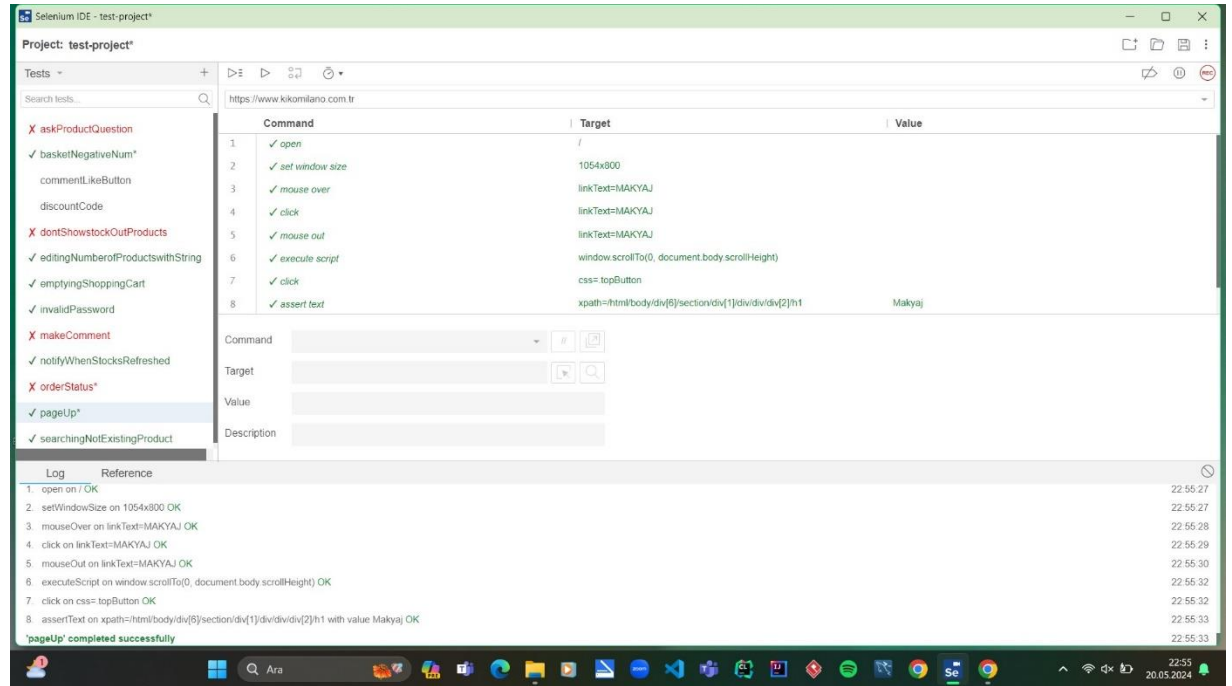 Selenium IDE - test-project*
Project: test-project*
Tests
Search tests...
https://www.kikomilano.com.tr
REC
Command Target Value
✗ askProductQuestion
✓ basketNegativeNum*
commentLikeButton
discountCode
✗ dontShowstockOutProducts
✓ editingNumberofProductswithString
✓ emptyingShoppingCart
✓ invalidPassword
✗ makeComment
✓ notifyWhenStocksRefreshed
✗ orderStatus*
✓ pageUp*
✓ searchingNotExistingProduct
1 ✓ open /
2 ✓ set window size 1054x800
3 ✓ mouse over linkText=MAKYAJ
4 ✓ click linkText=MAKYAJ
5 ✓ mouse out linkText=MAKYAJ
6 ✓ execute script window.scrollTo(0, document.body.scrollHeight)
7 ✓ click css=.topButton
8 ✓ assert text xpath=/html/body/div[6]/section/div[1]/div/div/div[2]/h1 Makyaj
Command //
Target
Value
Description
Log Reference
1. open on / OK 22:55:27
2. setWindowSize on 1054x800 OK 22:55:27
3. mouseOver on linkText=MAKYAJ OK 22:55:28
4. click on linkText=MAKYAJ OK 22:55:29
5. mouseOut on linkText=MAKYAJ OK 22:55:30
6. executeScript on window.scrollTo(0, document.body.scrollHeight) OK 22:55:32
7. click on css=.topButton OK 22:55:32
8. assertText on xpath=/html/body/div[6]/section/div[1]/div/div/div[2]/h1 with value Makyaj OK 22:55:33
'pageUp' completed successfully 22:55:33
1
Ara
Se
22:55
20.05.2024